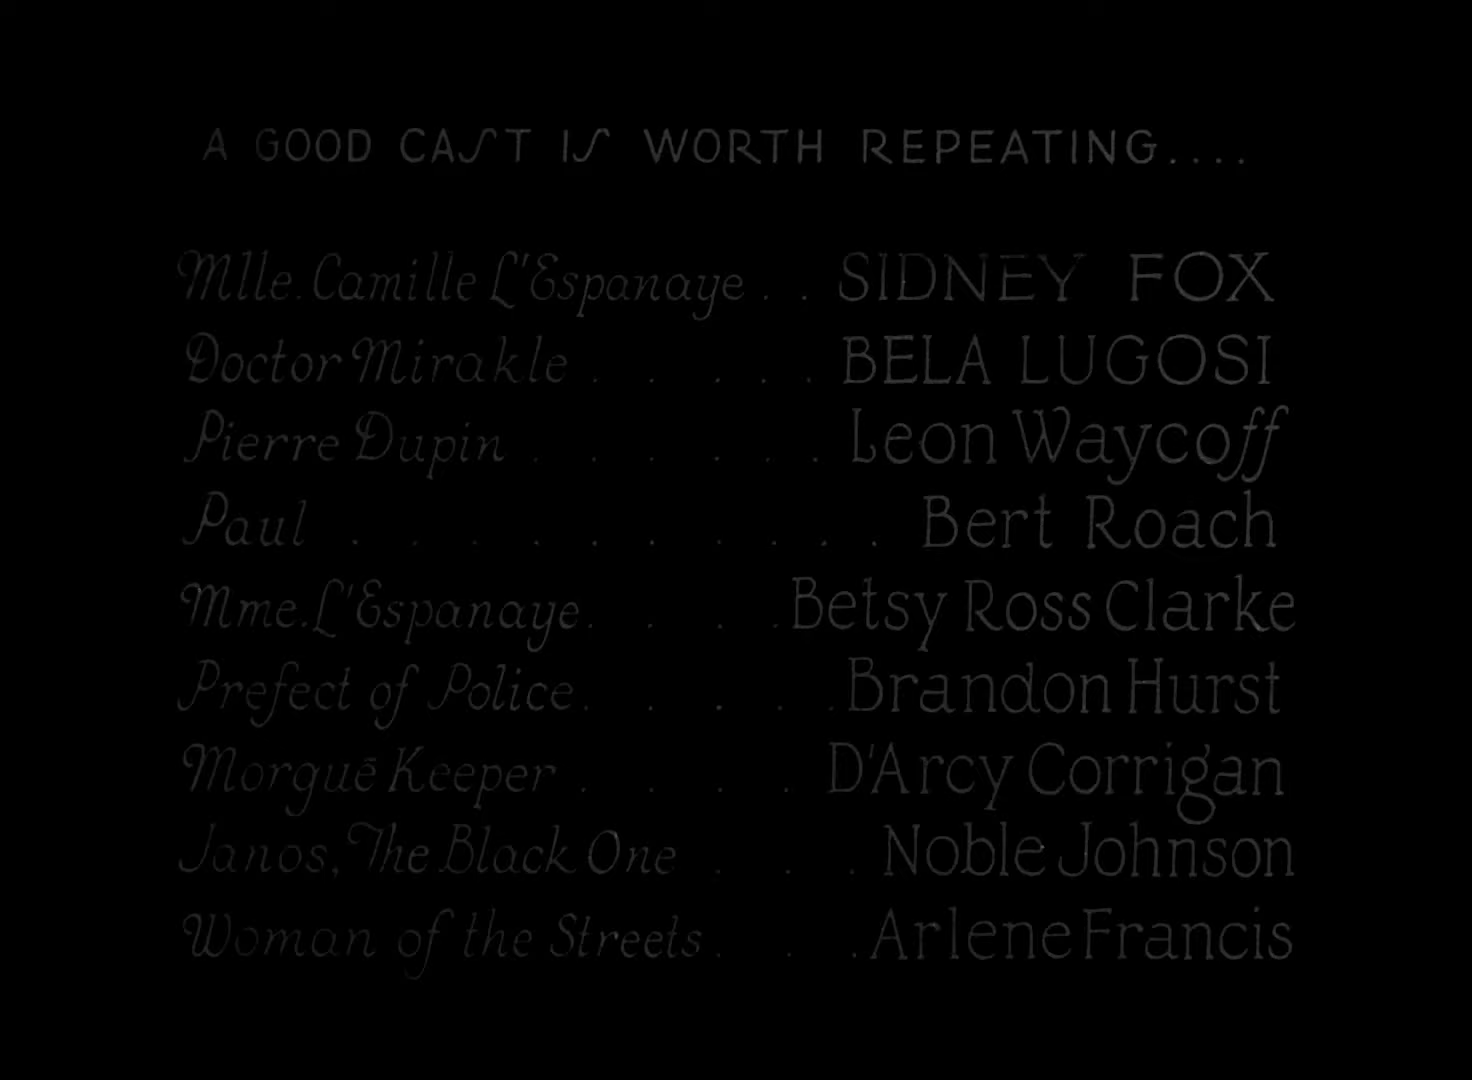 A GOOD CAST IS WORTH REPEATING....
Mlle. Camille L'Espanaye . . SIDNEY FOX
Doctor Mirakle . . . . . BELA LUGOSI
Pierre Dupin . . . . . . Leon Waycoff
Paul . . . . . . . . . . Bert Roach
Mme. L'Espanaye. . . . Betsy Ross Clarke
Prefect of Police. . . . . Brandon Hurst
Morgue Keeper . . . . D'Arcy Corrigan
Janos, The Black One . . . Noble Johnson
Woman of the Streets. . . Arlene Francis